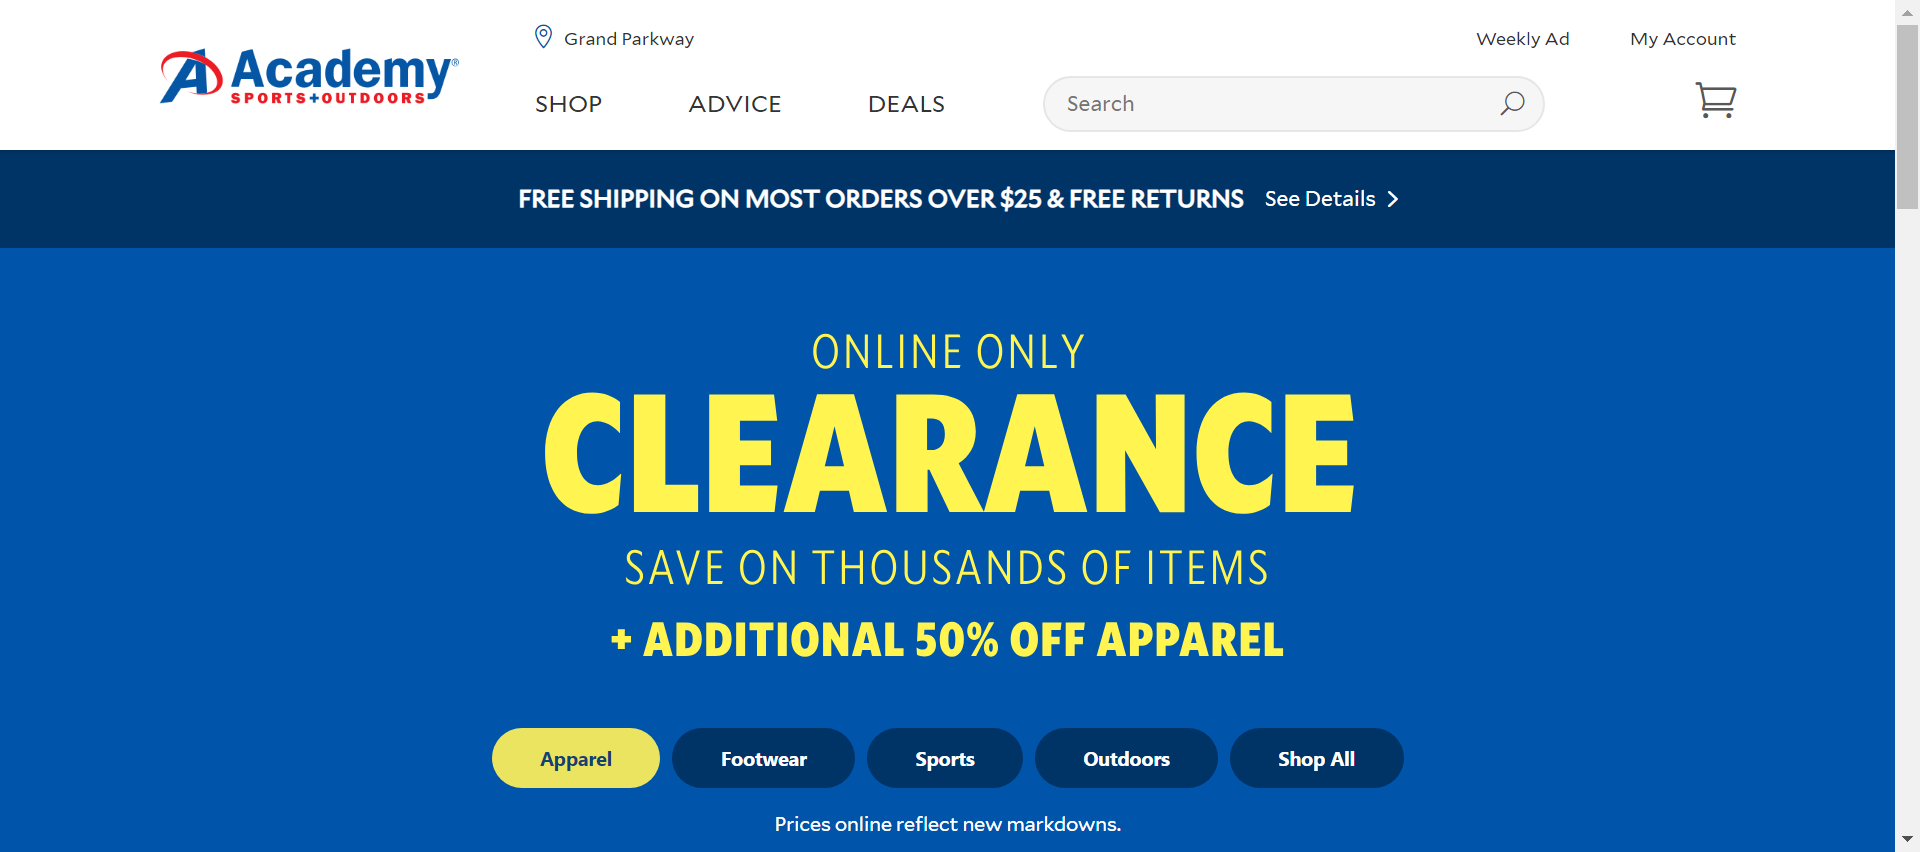 Grand Parkway
Weekly Ad
My Account
Academy®
SPORTS+OUTDOORS
SHOP
ADVICE
DEALS
Search
FREE SHIPPING ON MOST ORDERS OVER $25 & FREE RETURNS See Details
ONLINE ONLY
CLEARANCE
SAVE ON THOUSANDS OF ITEMS
+ ADDITIONAL 50% OFF APPAREL
Apparel
Footwear
Sports
Outdoors
Shop All
Prices online reflect new markdowns.